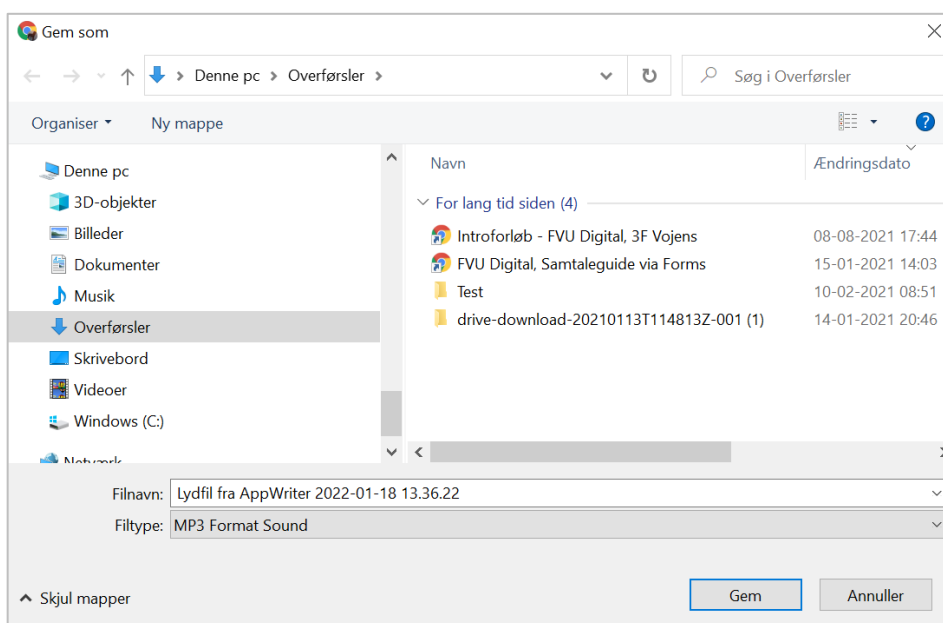 Gem som
Denne pc > Overførsler >
Søg i Overførsler
Organiser
Ny mappe
?
Denne pc
3D-objekter
Billeder
Dokumenter
Musik
Overførsler
Skrivebord
Videoer
Windows (C:)
Netværk
Navn
Ændringsdato
For lang tid siden (4)
Introforløb - FVU Digital, 3F Vojens 08-08-2021 17:44
FVU Digital, Samtaleguide via Forms 15-01-2021 14:03
Test 10-02-2021 08:51
drive-download-20210113T114813Z-001 (1) 14-01-2021 20:46
Filnavn: Lydfil fra AppWriter 2022-01-18 13.36.22
Filtype: MP3 Format Sound
Skjul mapper
Gem
Annuller